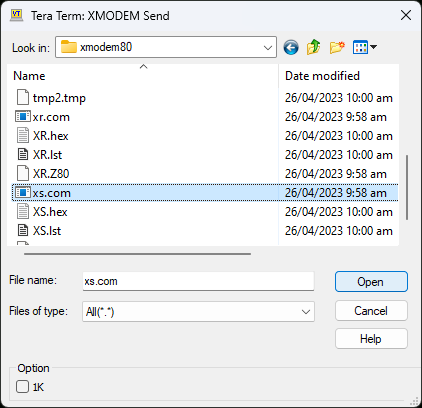 Tera Term: XMODEM Send
Look in: xmodem80
Name Date modified
tmp2.tmp 26/04/2023 10:00 am
xr.com 26/04/2023 9:58 am
XR.hex 26/04/2023 10:00 am
XR.lst 26/04/2023 10:00 am
XR.Z80 26/04/2023 9:58 am
xs.com 26/04/2023 9:58 am
XS.hex 26/04/2023 10:00 am
XS.lst 26/04/2023 10:00 am
File name: xs.com Open
Files of type: All(*.*) Cancel
Help
Option
1K